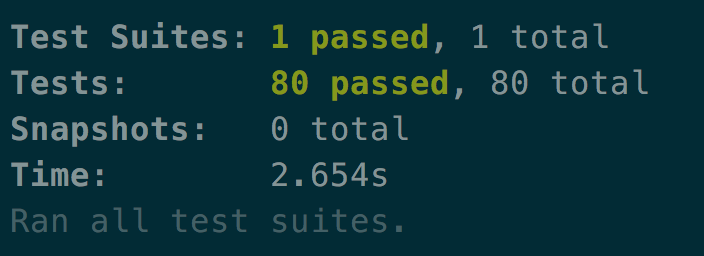 Test Suites: 1 passed, 1 total
Tests:       80 passed, 80 total
Snapshots:   0 total
Time:        2.654s
Ran all test suites.